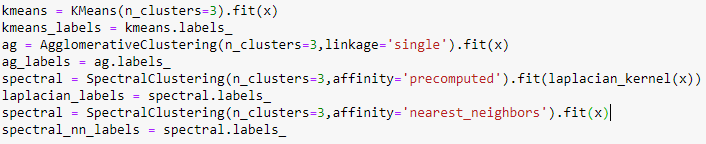 kmeans = KMeans(n_clusters=3).fit(x)
kmeans_labels = kmeans.labels_
ag = AgglomerativeClustering(n_clusters=3,linkage='single').fit(x)
ag_labels = ag.labels_
spectral = SpectralClustering(n_clusters=3,affinity='precomputed').fit(laplacian_kernel(x))
laplacian_labels = spectral.labels_
spectral = SpectralClustering(n_clusters=3,affinity='nearest_neighbors').fit(x)
spectral_nn_labels = spectral.labels_